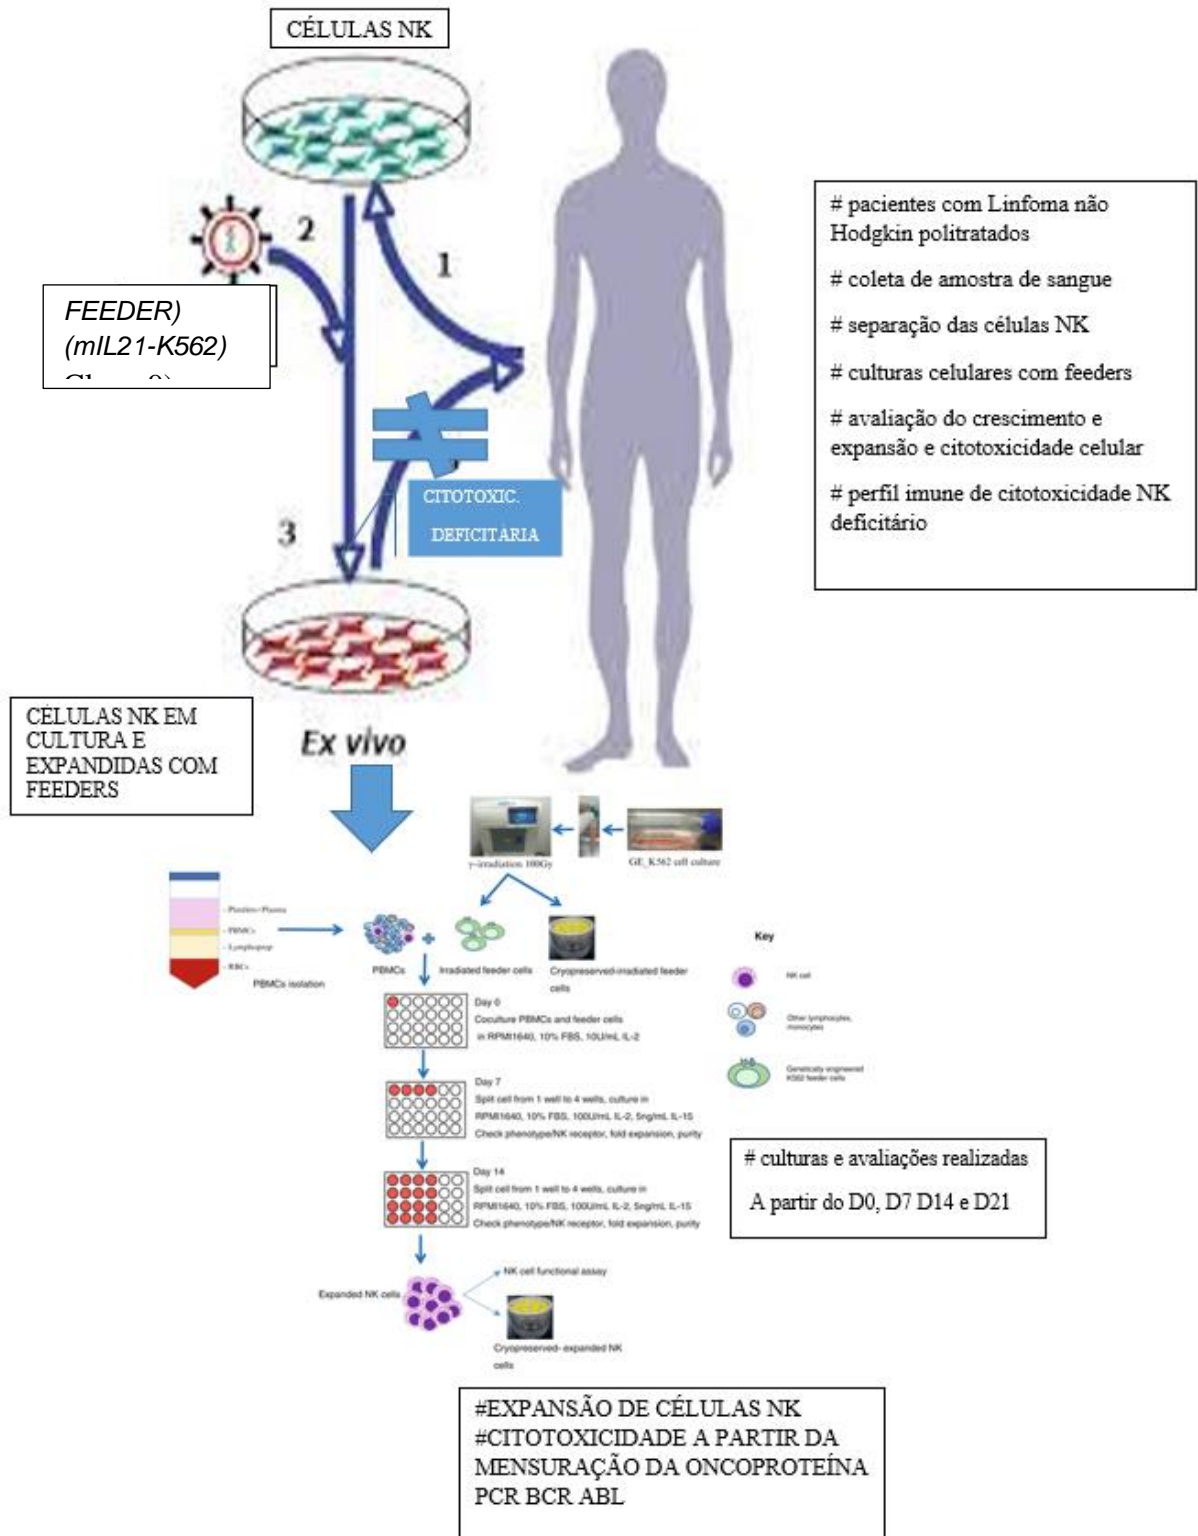 CÉLULAS NK
2
1
FEEDER)
(mIL21-K562)
# pacientes com Linfoma não
Hodgkin politratados
# coleta de amostra de sangue
# separação das células NK
# culturas celulares com feeders
# avaliação do crescimento e
expansão e citotoxicidade celular
# perfil imune de citotoxicidade NK
deficitário
CITOTOXIC.
DEFICITÁRIA
3
CÉLULAS NK EM
CULTURA E
EXPANDIDAS COM
FEEDERS
Ex vivo
γ-irradiation 100Gy
GE_K562 cell culture
- PBMCs
- Lymphoprep
- RBCs
PBMCs isolation
PBMCs
+
Irradiated feeder cells
Cryopreserved-irradiated feeder
cells
Key
NK cell
Other lymphocytes,
monocytes
Genetically engineered
K562 feeder cells
Day 0
Coculture PBMCs and feeder cells
in RPMI1640, 10% FBS, 10U/mL IL-2
Day 7
Split cell from 1 well to 4 wells, culture in
RPMI1640, 10% FBS, 100U/mL IL-2, 5ng/mL IL-15
Check phenotype/NK receptor, fold expansion, purity
Day 14
Split cell from 1 well to 4 wells, culture in
RPMI1640, 10% FBS, 100U/mL IL-2, 5ng/mL IL-15
Check phenotype/NK receptor, fold expansion, purity
# culturas e avaliações realizadas
A partir do D0, D7 D14 e D21
Expanded NK cells
NK cell functional assay
Cryopreserved- expanded NK
cells
#EXPANSÃO DE CÉLULAS NK
#CITOTOXICIDADE A PARTIR DA
MENSURAÇÃO DA ONCOPROTEÍNA
PCR BCR ABL